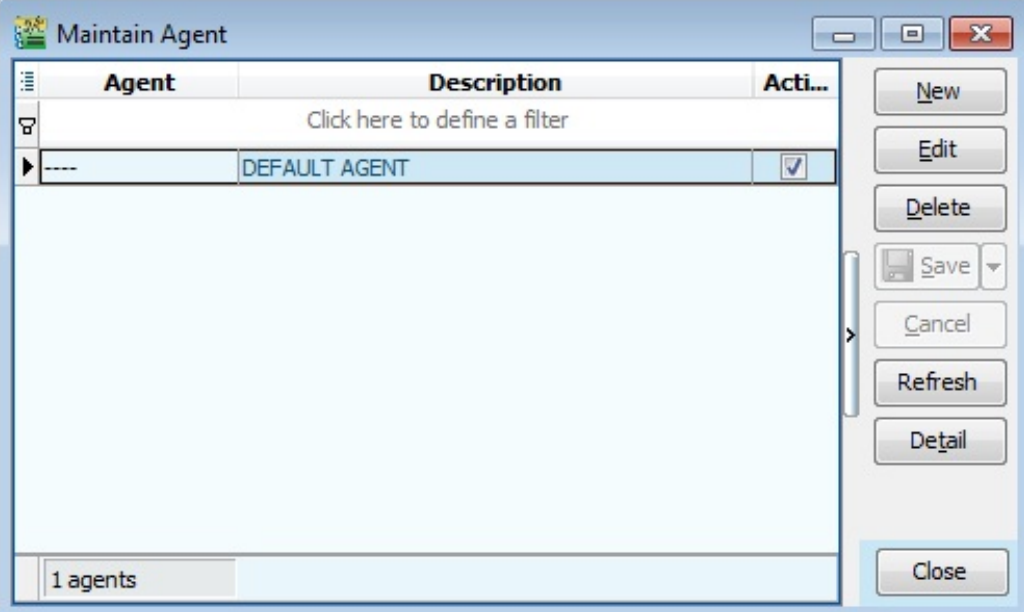 Maintain Agent
Agent Description Acti...
Click here to define a filter
---- DEFAULT AGENT
1 agents
New
Edit
Delete
Save
Cancel
Refresh
Detail
Close